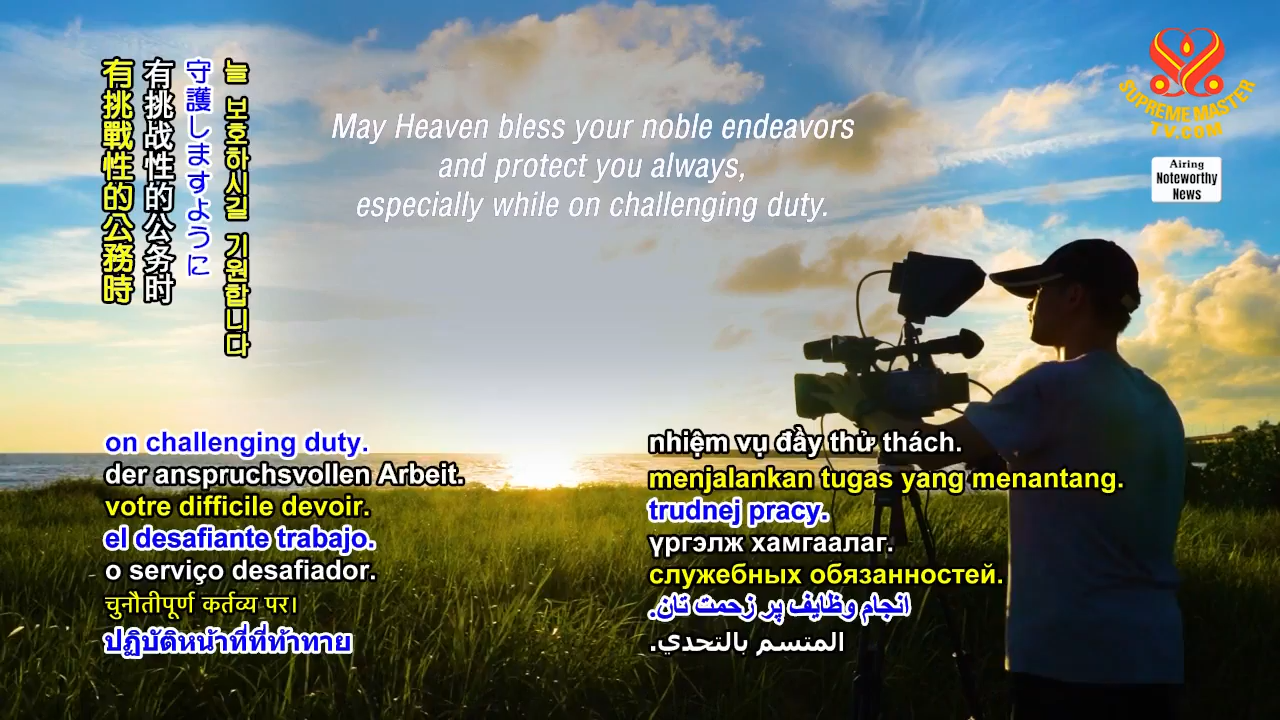 有挑戰性的公務時
有挑战性的公务时
守護しますように
늘 보호하시길 기원합니다
May Heaven bless your noble endeavors
and protect you always,
especially while on challenging duty.
SUPREME MASTER
TV.COM
Airing
Noteworthy
News
on challenging duty.
der anspruchsvollen Arbeit.
votre difficile devoir.
el desafiante trabajo.
o serviço desafiador.
चुनौतीपूर्ण कर्तव्य पर।
ปฏิบัติหน้าที่ที่ท้าทาย
nhiệm vụ đầy thử thách.
menjalankan tugas yang menantang.
trudnej pracy.
үргэлж хамгаалаг.
служебных обязанностей.
انجام وظایف پر زحمت تان.
المتسم بالتحدي.